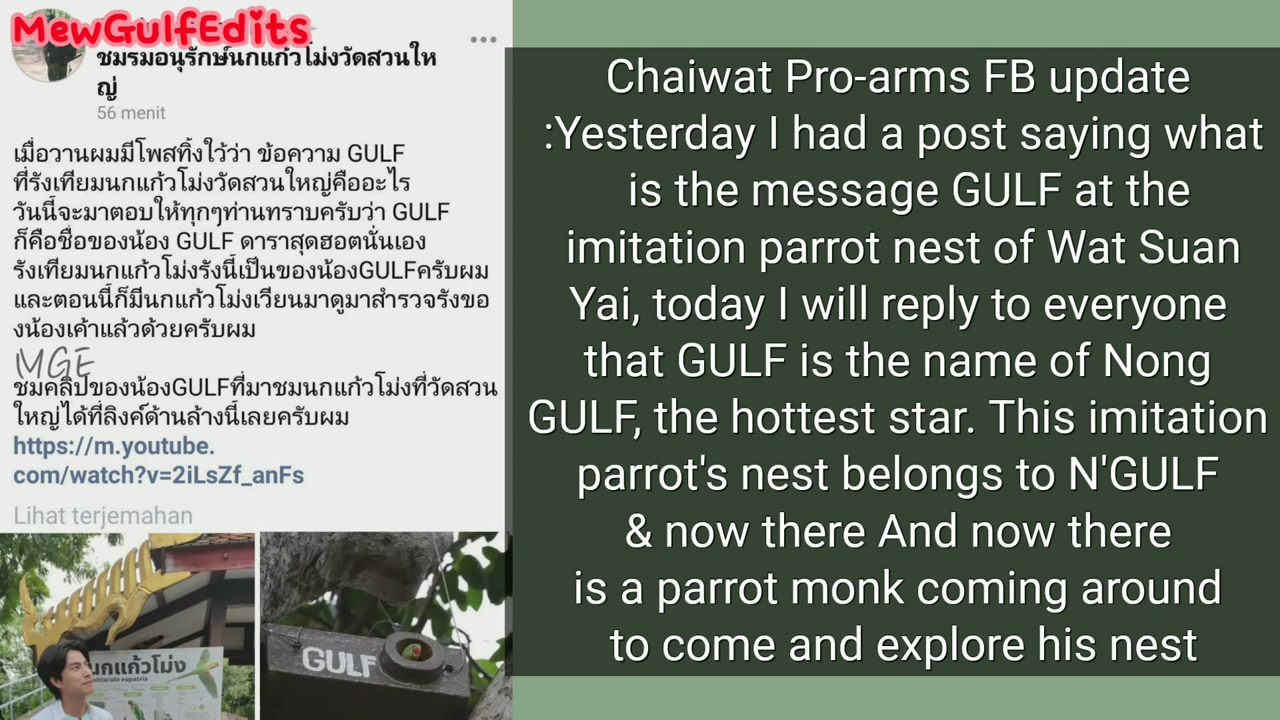 MewGulfEdits
ชมรมอนุรักษ์นกแก้วโม่งวัดสวนให
ญ่
56 menit
เมื่อวานผมมีโพสทิ้งใว้ว่า ข้อความ GULF
ที่รังเทียมนกแก้วโม่งวัดสวนใหญ่คืออะไร
วันนี้จะมาตอบให้ทุกๆท่านทราบครับว่า GULF
ก็คือชื่อของน้อง GULF ดาราสุดฮอตนั่นเอง
รังเทียมนกแก้วโม่งรังนี้เป็นของน้องGULFครับผม
และตอนนี้ก็มีนกแก้วโม่งเวียนมาดูมาสำรวจรังขอ
งน้องเค้าแล้วด้วยครับผม
MGE
ชมคลิปของน้องGULFที่มาชมนกแก้วโม่งที่วัดสวน
ใหญ่ได้ที่ลิงค์ด้านล้างนี้เลยครับผม
https://m.youtube.
com/watch?v=2iLsZf_anFs
Lihat terjemahan
นกแก้วโม่ง
eupatria
GULF
Chaiwat Pro-arms FB update
:Yesterday I had a post saying what
is the message GULF at the
imitation parrot nest of Wat Suan
Yai, today I will reply to everyone
that GULF is the name of Nong
GULF, the hottest star. This imitation
parrot's nest belongs to N'GULF
& now there And now there
is a parrot monk coming around
to come and explore his nest